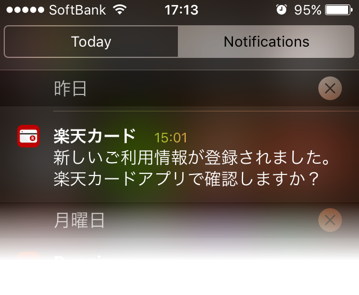 SoftBank 17:13 95%
Today Notifications
昨日
楽天カード 15:01
新しいご利用情報が登録されました。
楽天カードアプリで確認しますか？
月曜日